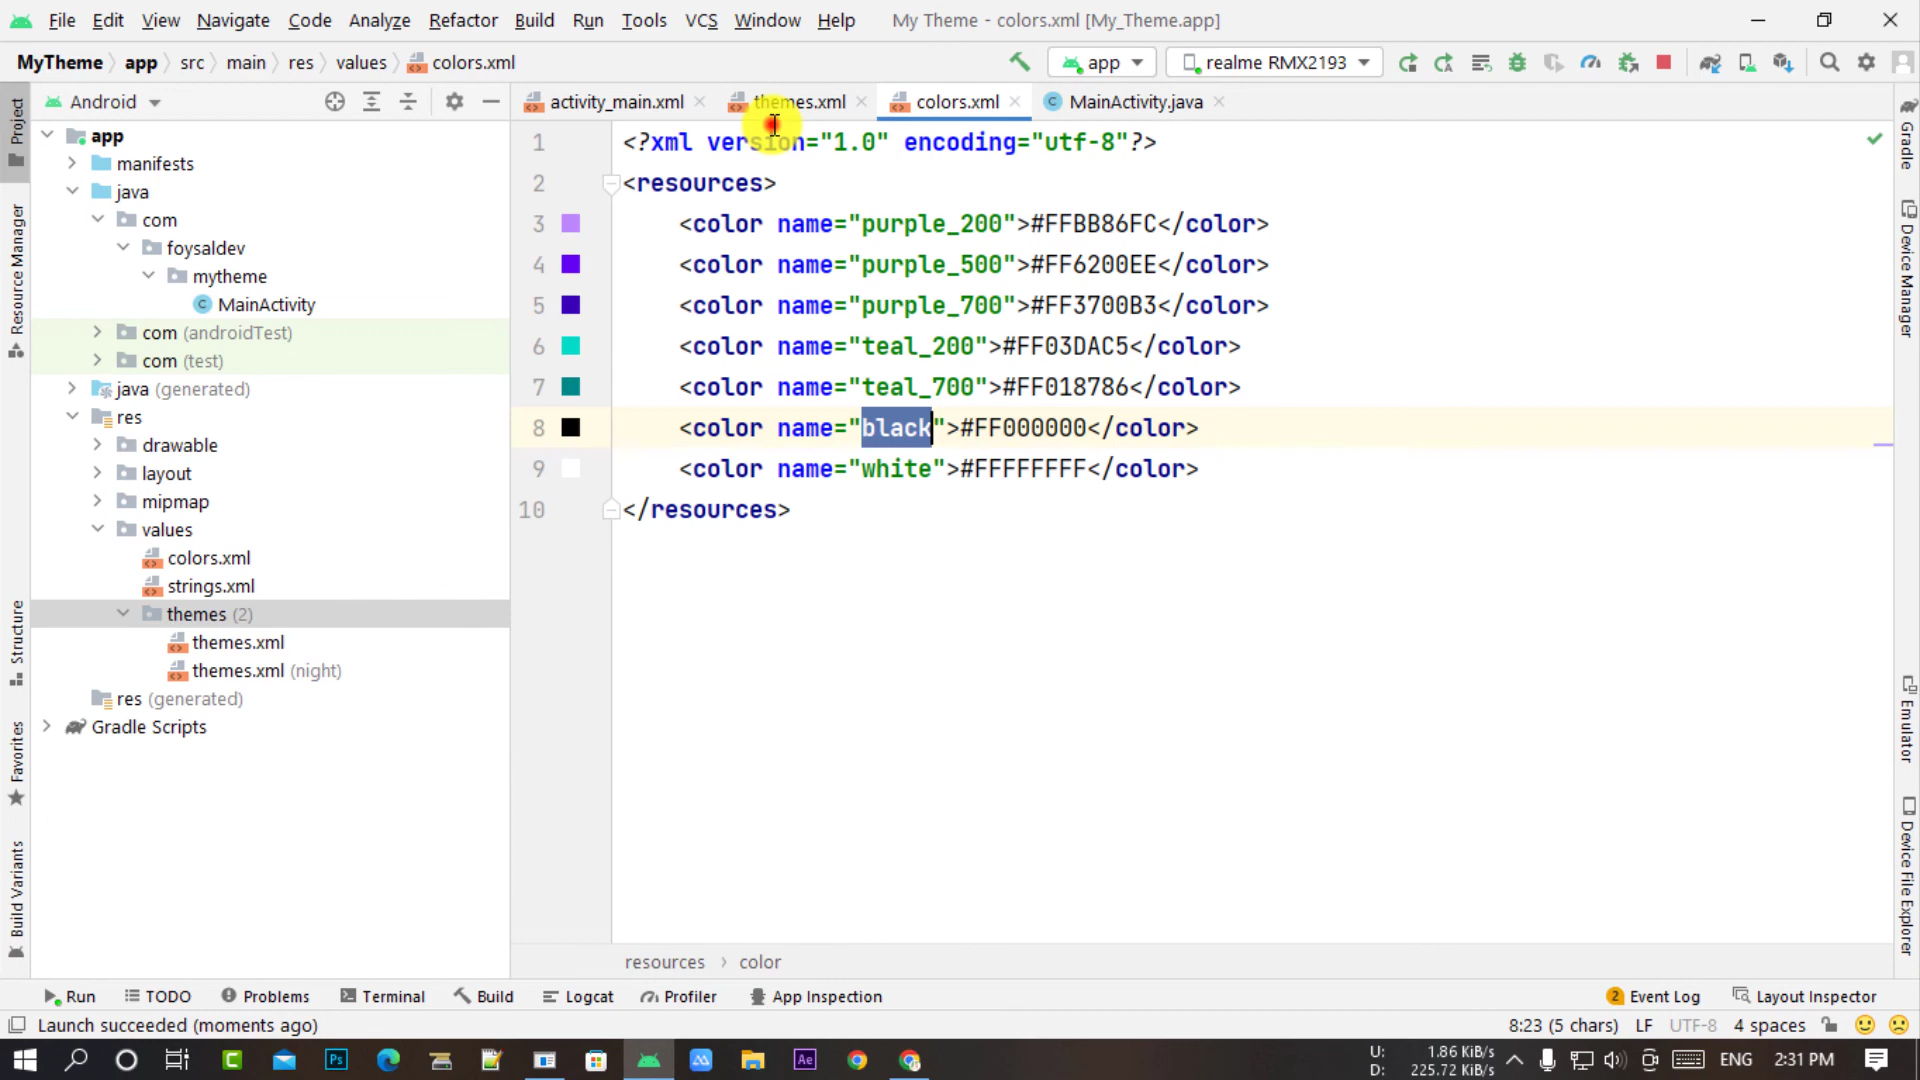 File Edit View Navigate Code Analyze Refactor Build Run Tools VCS Window Help My Theme - colors.xml [My_Theme.app]
MyTheme app src main res values colors.xml app realme RMX2193
Android activity_main.xml themes.xml colors.xml MainActivity.java
Project
Resource Manager
Structure
Favorites
Build Variants
app
manifests
java
com
foysaldev
mytheme
MainActivity
com (androidTest)
com (test)
java (generated)
res
drawable
layout
mipmap
values
colors.xml
strings.xml
themes (2)
themes.xml
themes.xml (night)
res (generated)
Gradle Scripts
1 <?xml version="1.0" encoding="utf-8"?>
2 <resources>
3 <color name="purple_200">#FFBB86FC</color>
4 <color name="purple_500">#FF6200EE</color>
5 <color name="purple_700">#FF3700B3</color>
6 <color name="teal_200">#FF03DAC5</color>
7 <color name="teal_700">#FF018786</color>
8 <color name="black">#FF000000</color>
9 <color name="white">#FFFFFFFF</color>
10 </resources>
Gradle
Device Manager
Emulator
Device File Explorer
resources color
Run TODO Problems Terminal Build Logcat Profiler App Inspection 2 Event Log Layout Inspector
Launch succeeded (moments ago) 8:23 (5 chars) LF UTF-8 4 spaces
Ps Ae U: 1.86 KiB/s
D: 225.72 KiB/s
ENG 2:31 PM